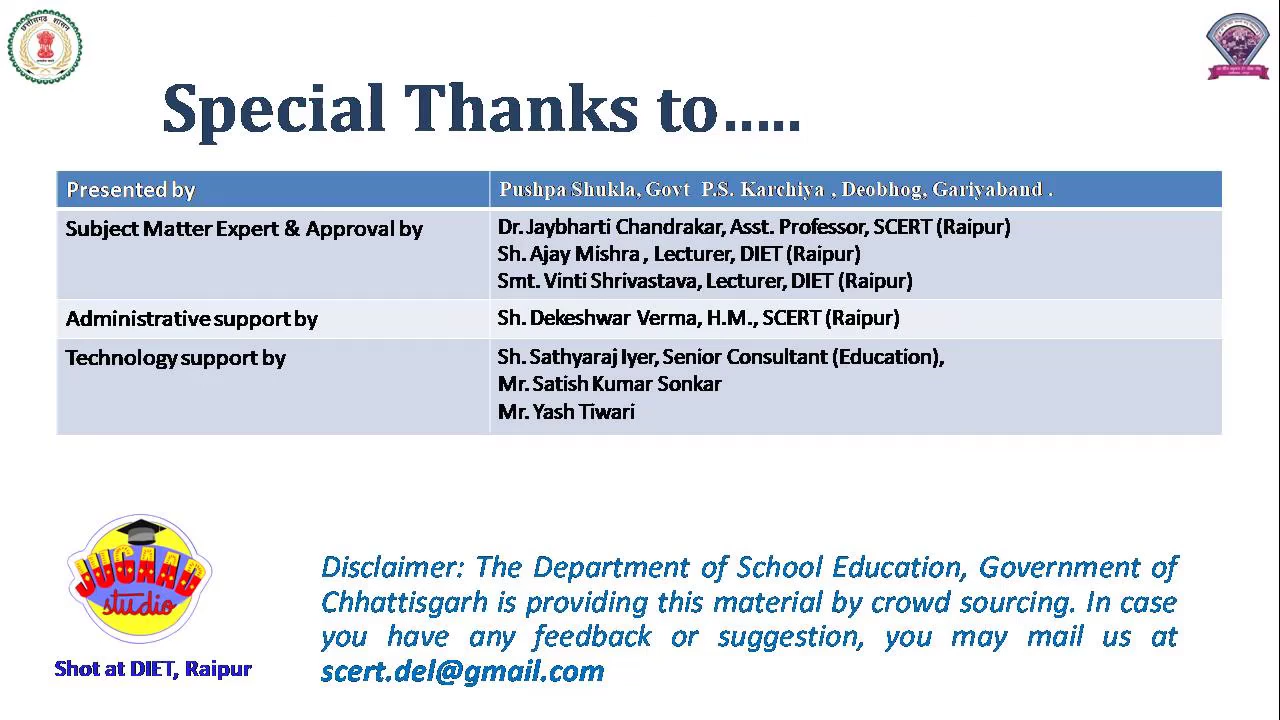 छत्तीसगढ़ शासन
Special Thanks to.....
Presented by
Pushpa Shukla, Govt P.S. Karchiya , Deobhog, Gariyaband .
Subject Matter Expert & Approval by
Dr. Jaybharti Chandrakar, Asst. Professor, SCERT (Raipur)
Sh. Ajay Mishra , Lecturer, DIET (Raipur)
Smt. Vinti Shrivastava, Lecturer, DIET (Raipur)
Administrative support by
Sh. Dekeshwar Verma, H.M., SCERT (Raipur)
Technology support by
Sh. Sathyaraj Iyer, Senior Consultant (Education),
Mr. Satish Kumar Sonkar
Mr. Yash Tiwari
JUGAAD
studio
Shot at DIET, Raipur
Disclaimer: The Department of School Education, Government of
Chhattisgarh is providing this material by crowd sourcing. In case
you have any feedback or suggestion, you may mail us at
scert.del@gmail.com